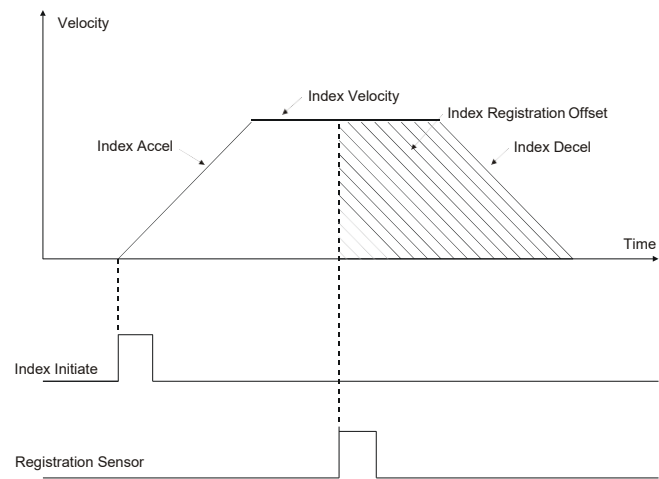 Velocity
Index Velocity
Index Registration Offset
Index Accel
Index Decel
Time
Index Initiate
Registration Sensor